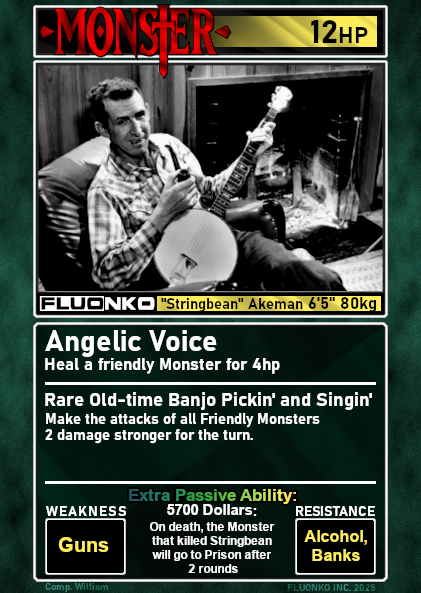 MONSTER
12HP
FLUONKO
"Stringbean" Akeman 6'5" 80kg
Angelic Voice
Heal a friendly Monster for 4hp
Rare Old-time Banjo Pickin' and Singin'
Make the attacks of all Friendly Monsters
2 damage stronger for the turn.
Extra Passive Ability:
WEAKNESS
Guns
5700 Dollars:
On death, the Monster
that killed Stringbean
will go to Prison after
2 rounds
RESISTANCE
Alcohol,
Banks
Comp. William
FLUONKO INC. 2025